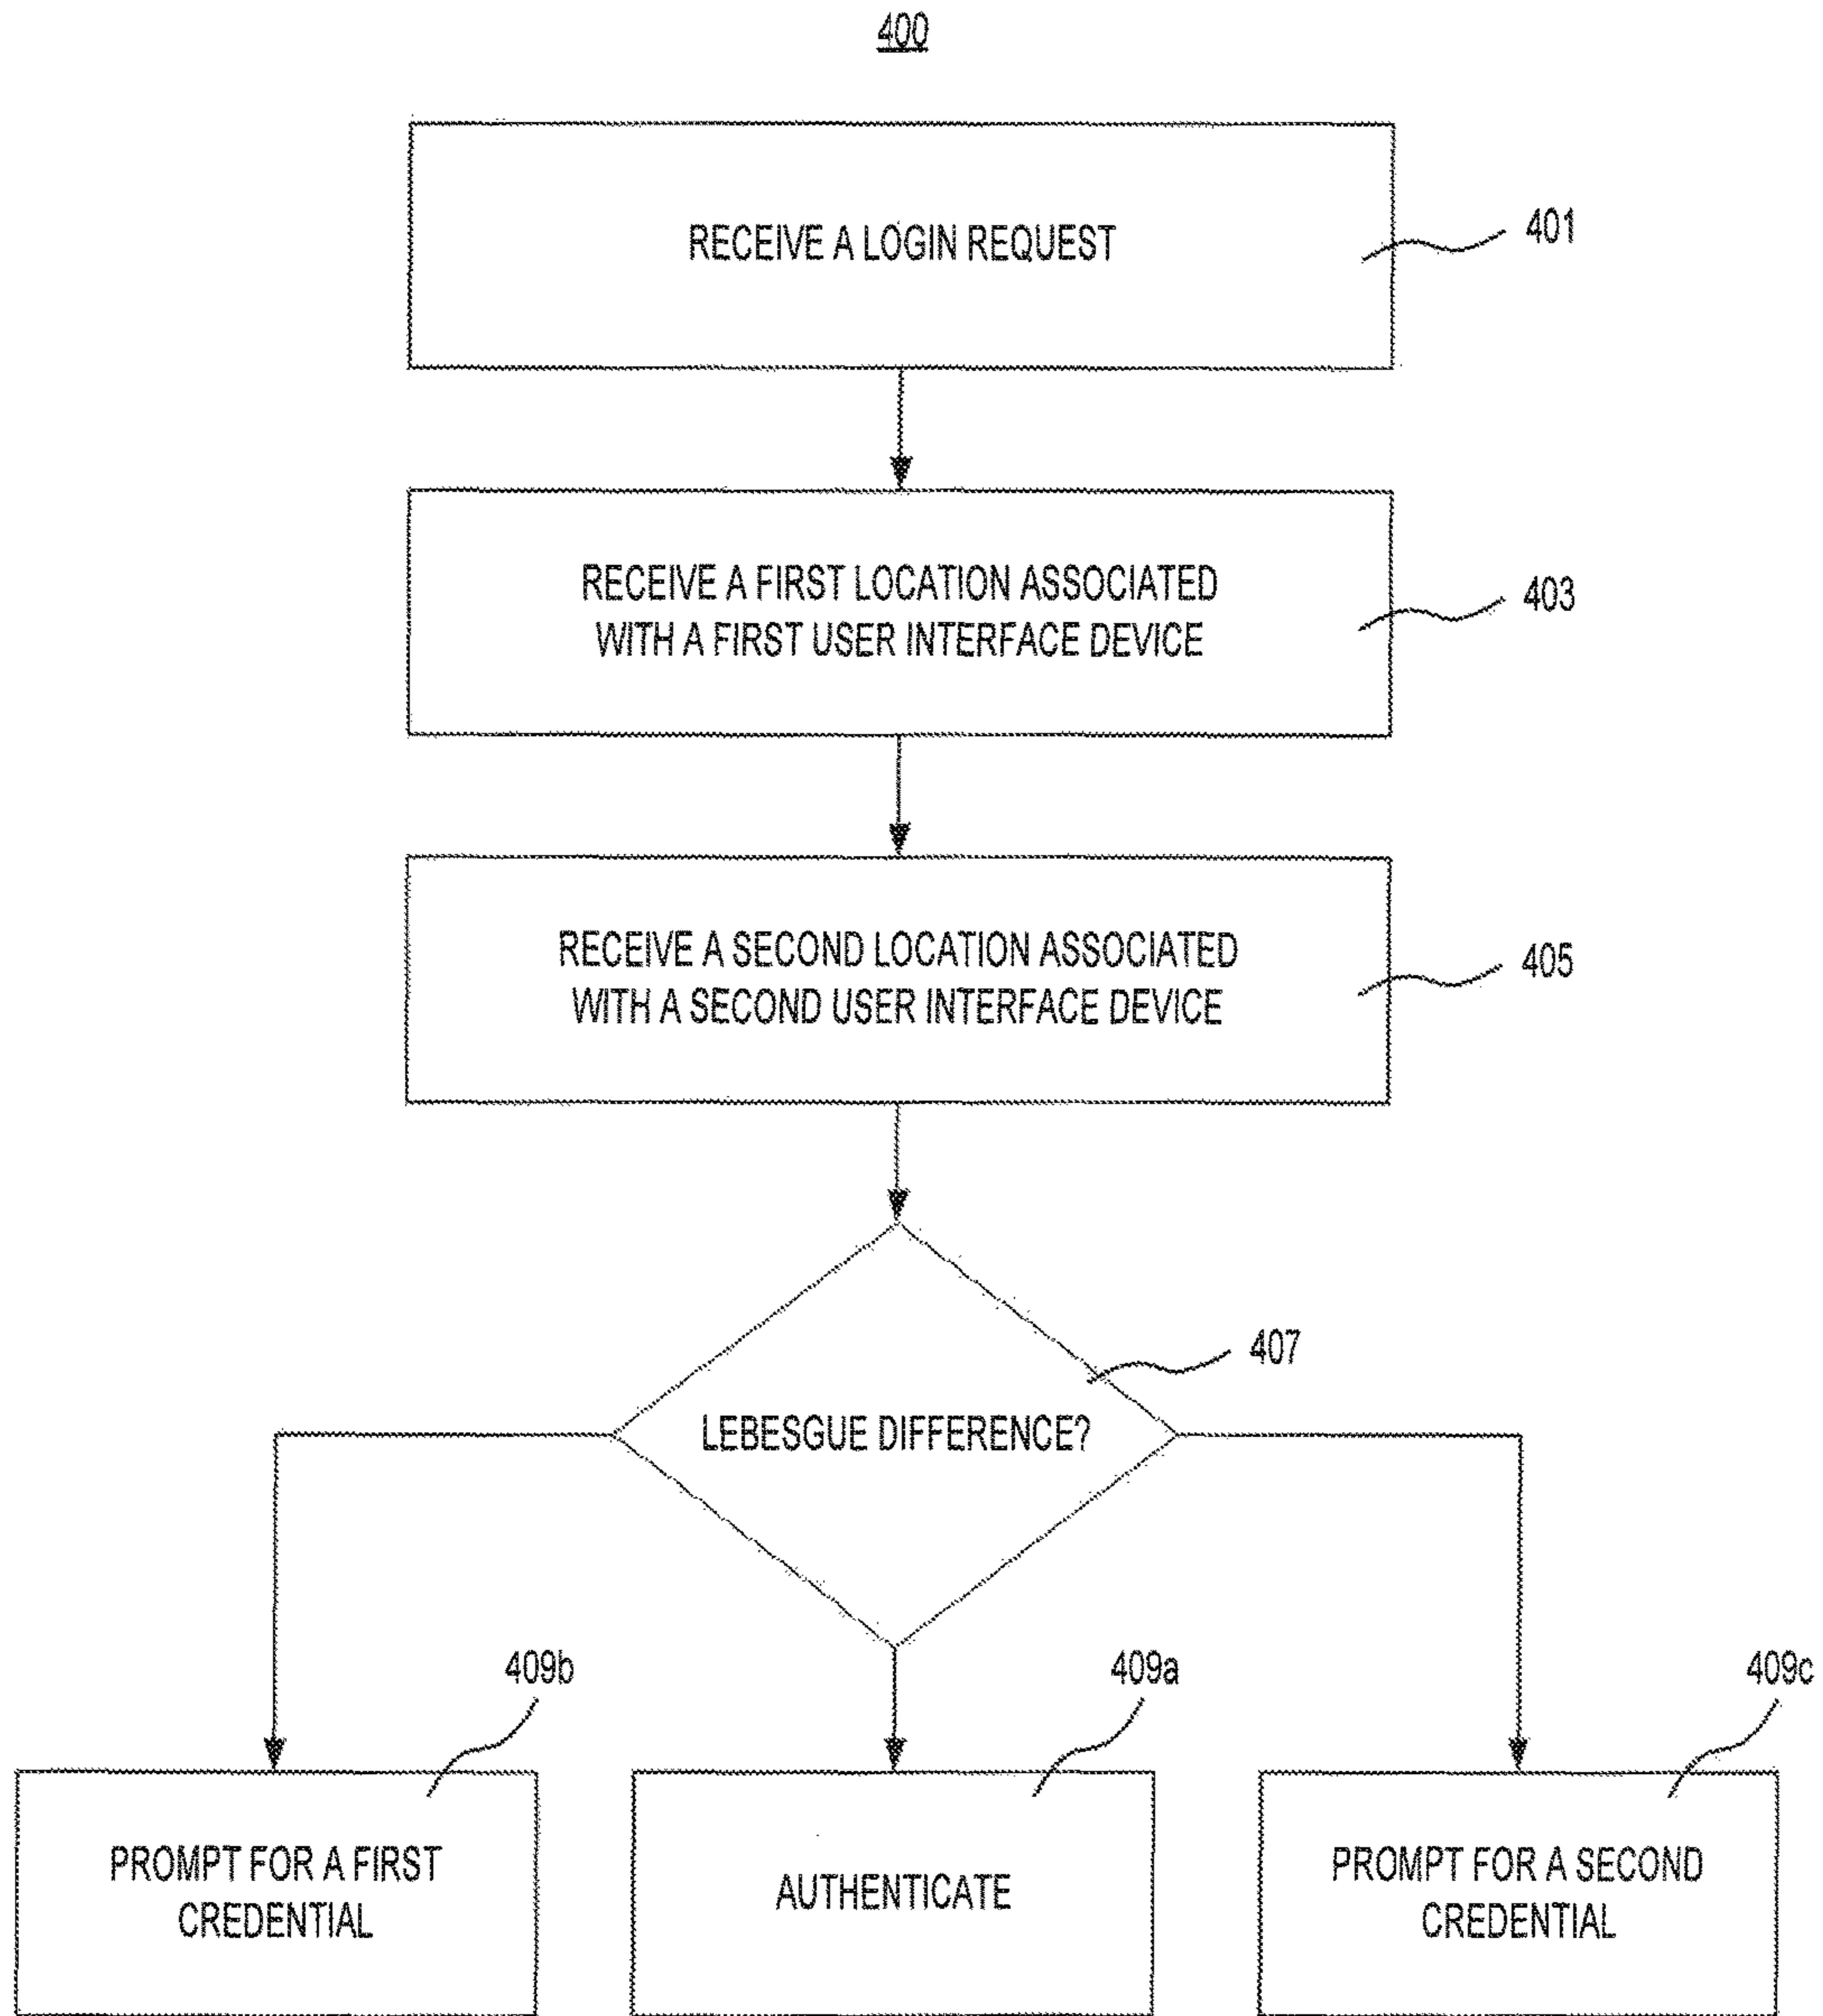 400
RECEIVE A LOGIN REQUEST
401
RECEIVE A FIRST LOCATION ASSOCIATED
WITH A FIRST USER INTERFACE DEVICE
403
RECEIVE A SECOND LOCATION ASSOCIATED
WITH A SECOND USER INTERFACE DEVICE
405
407
LEBESGUE DIFFERENCE?
409b
409a
409c
PROMPT FOR A FIRST
CREDENTIAL
AUTHENTICATE
PROMPT FOR A SECOND
CREDENTIAL